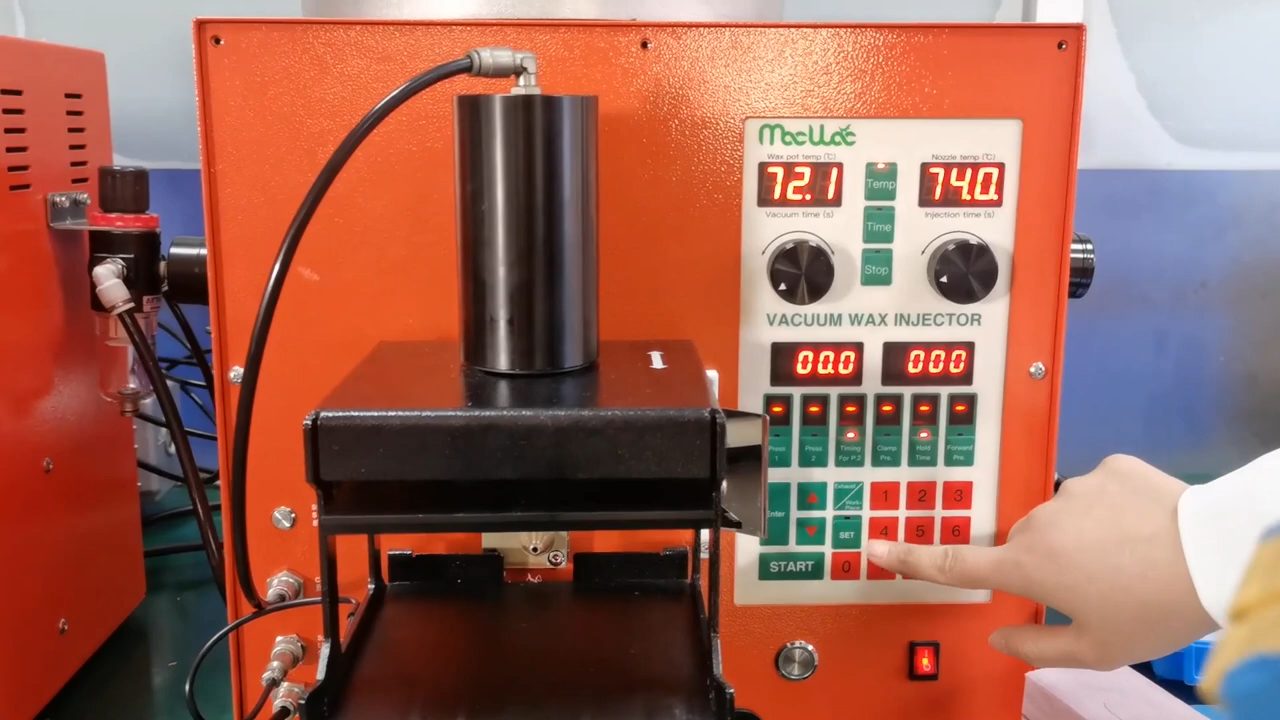 MacVac
Wax pot temp (℃)
Nozzle temp (℃)
72.1
Temp
74.0
Vacuum time (s)
Time
Injection time (s)
Stop
VACUUM WAX INJECTOR
00.0
000
Press 1
Press 2
Timing For P.2
Clamp Pre.
Hold Time
Forward Pre.
Enter
Exhaust/Work-Piece
1
2
3
SET
4
5
6
START
0